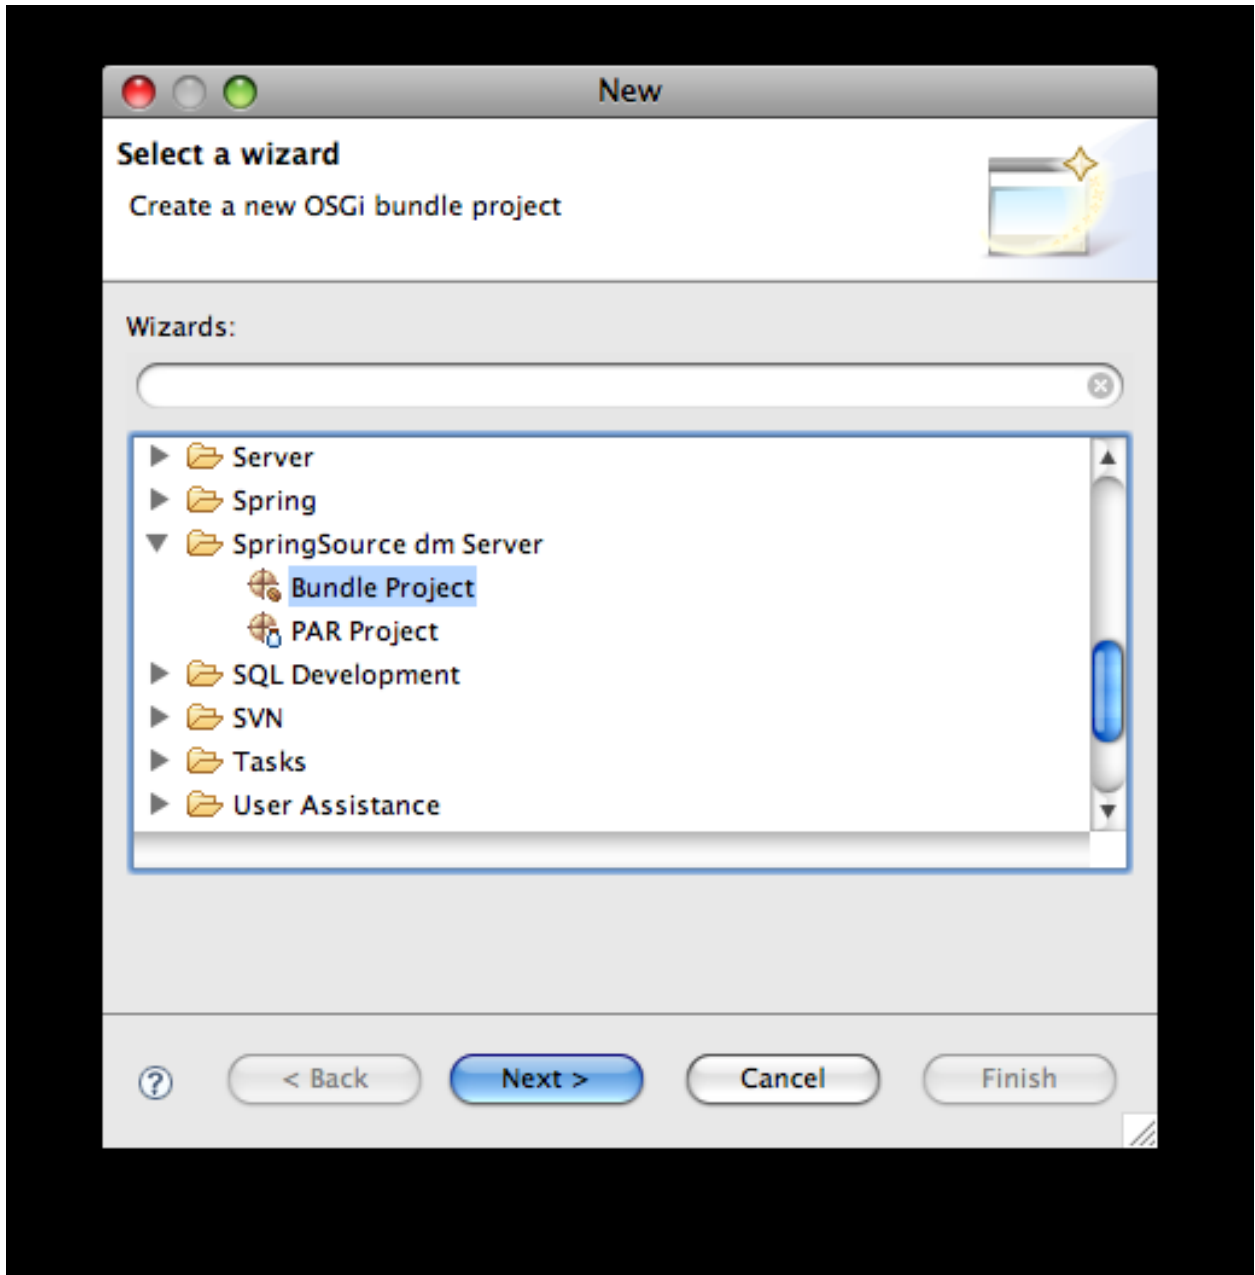 New
Select a wizard
Create a new OSGi bundle project
Wizards:
Server
Spring
SpringSource dm Server
Bundle Project
PAR Project
SQL Development
SVN
Tasks
User Assistance
? < Back Next > Cancel Finish